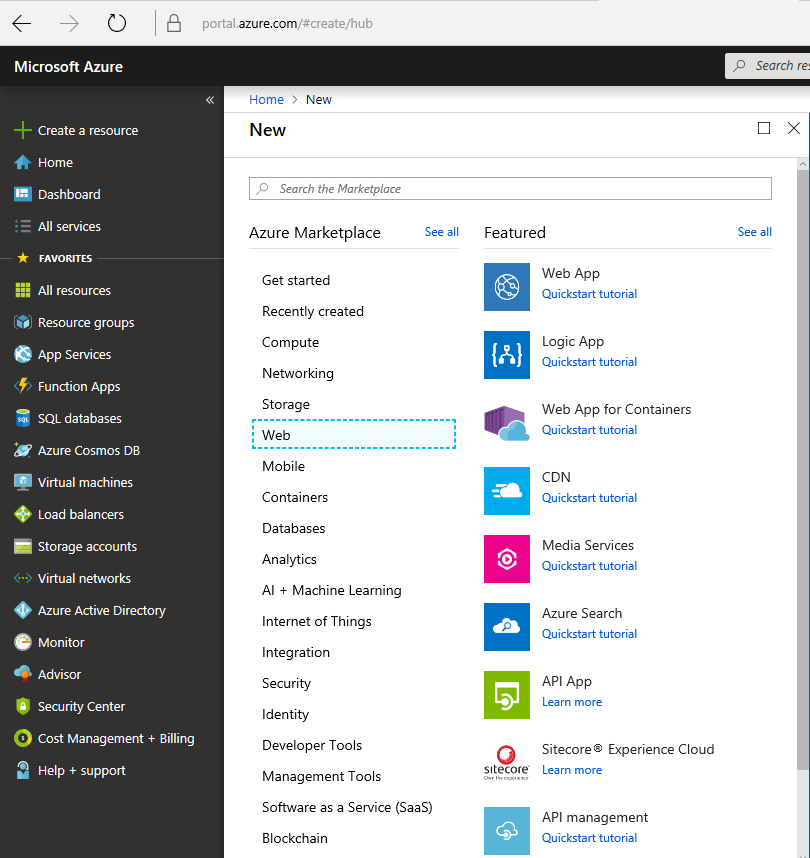 portal.azure.com/#create/hub
Microsoft Azure
Search res
«
Create a resource
Home
Dashboard
All services
FAVORITES
All resources
Resource groups
App Services
Function Apps
SQL databases
Azure Cosmos DB
Virtual machines
Load balancers
Storage accounts
Virtual networks
Azure Active Directory
Monitor
Advisor
Security Center
Cost Management + Billing
Help + support
Home > New
New
Search the Marketplace
Azure Marketplace See all
Get started
Recently created
Compute
Networking
Storage
Web
Mobile
Containers
Databases
Analytics
AI + Machine Learning
Internet of Things
Integration
Security
Identity
Developer Tools
Management Tools
Software as a Service (SaaS)
Blockchain
Featured See all
Web App
Quickstart tutorial
Logic App
Quickstart tutorial
Web App for Containers
Quickstart tutorial
CDN
Quickstart tutorial
Media Services
Quickstart tutorial
Azure Search
Quickstart tutorial
API App
Learn more
sitecore
Own the experience
Sitecore® Experience Cloud
Learn more
API management
Quickstart tutorial